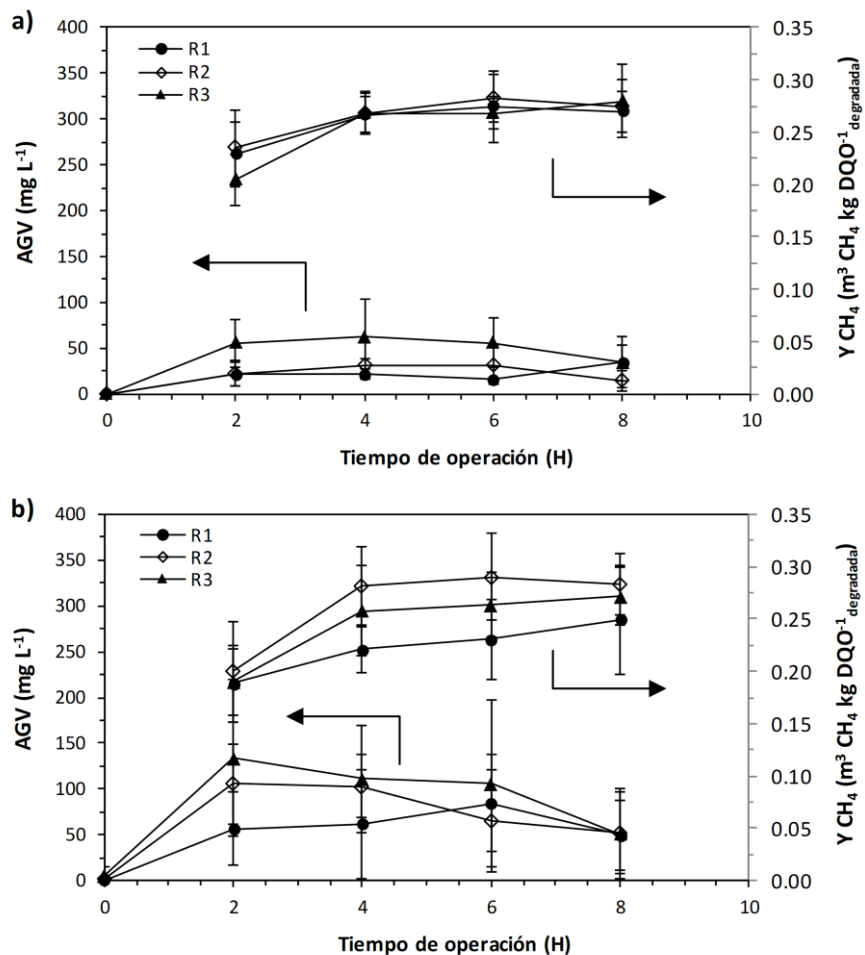 a)
R1
R2
R3
400
350
300
250
200
150
100
50
0
AGV (mg L⁻¹)
0.35
0.30
0.25
0.20
0.15
0.10
0.05
0.00
Y CH₄ (m³ CH₄ kg DQO⁻¹degradada)
0 2 4 6 8 10
Tiempo de operación (H)
b)
R1
R2
R3
400
350
300
250
200
150
100
50
0
AGV (mg L⁻¹)
0.35
0.30
0.25
0.20
0.15
0.10
0.05
0.00
Y CH₄ (m³ CH₄ kg DQO⁻¹degradada)
0 2 4 6 8 10
Tiempo de operación (H)